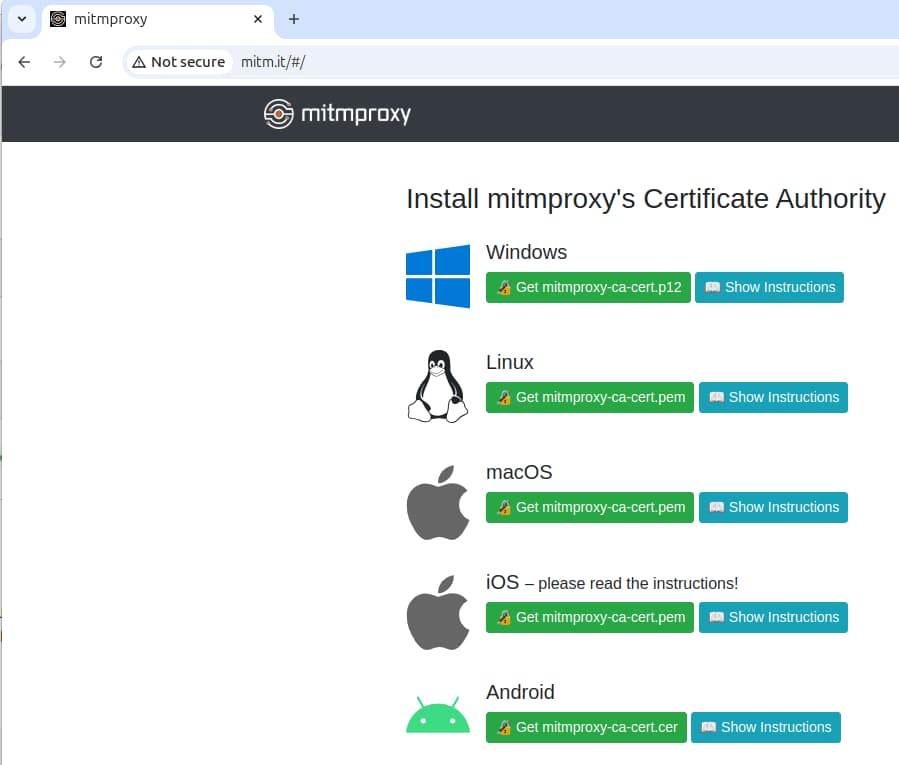 mitmproxy
Not secure mitm.it/#/
mitmproxy
Install mitmproxy's Certificate Authority
Windows
Get mitmproxy-ca-cert.p12 Show Instructions
Linux
Get mitmproxy-ca-cert.pem Show Instructions
macOS
Get mitmproxy-ca-cert.pem Show Instructions
iOS – please read the instructions!
Get mitmproxy-ca-cert.pem Show Instructions
Android
Get mitmproxy-ca-cert.cer Show Instructions